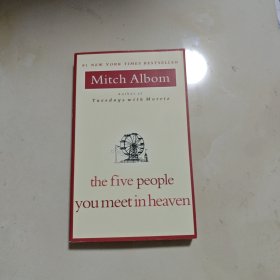 #1 NEW YORK TIMES BESTSELLER
Mitch Albom
Author of
Tuesdays with Morrie
the five people
you meet in heaven